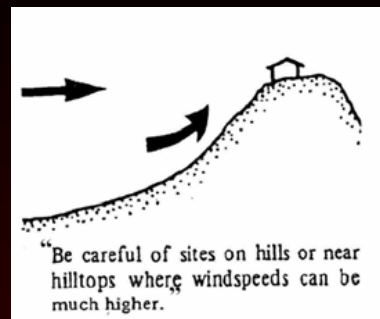 "Be careful of sites on hills or near
hilltops where windspeeds can be
much higher."